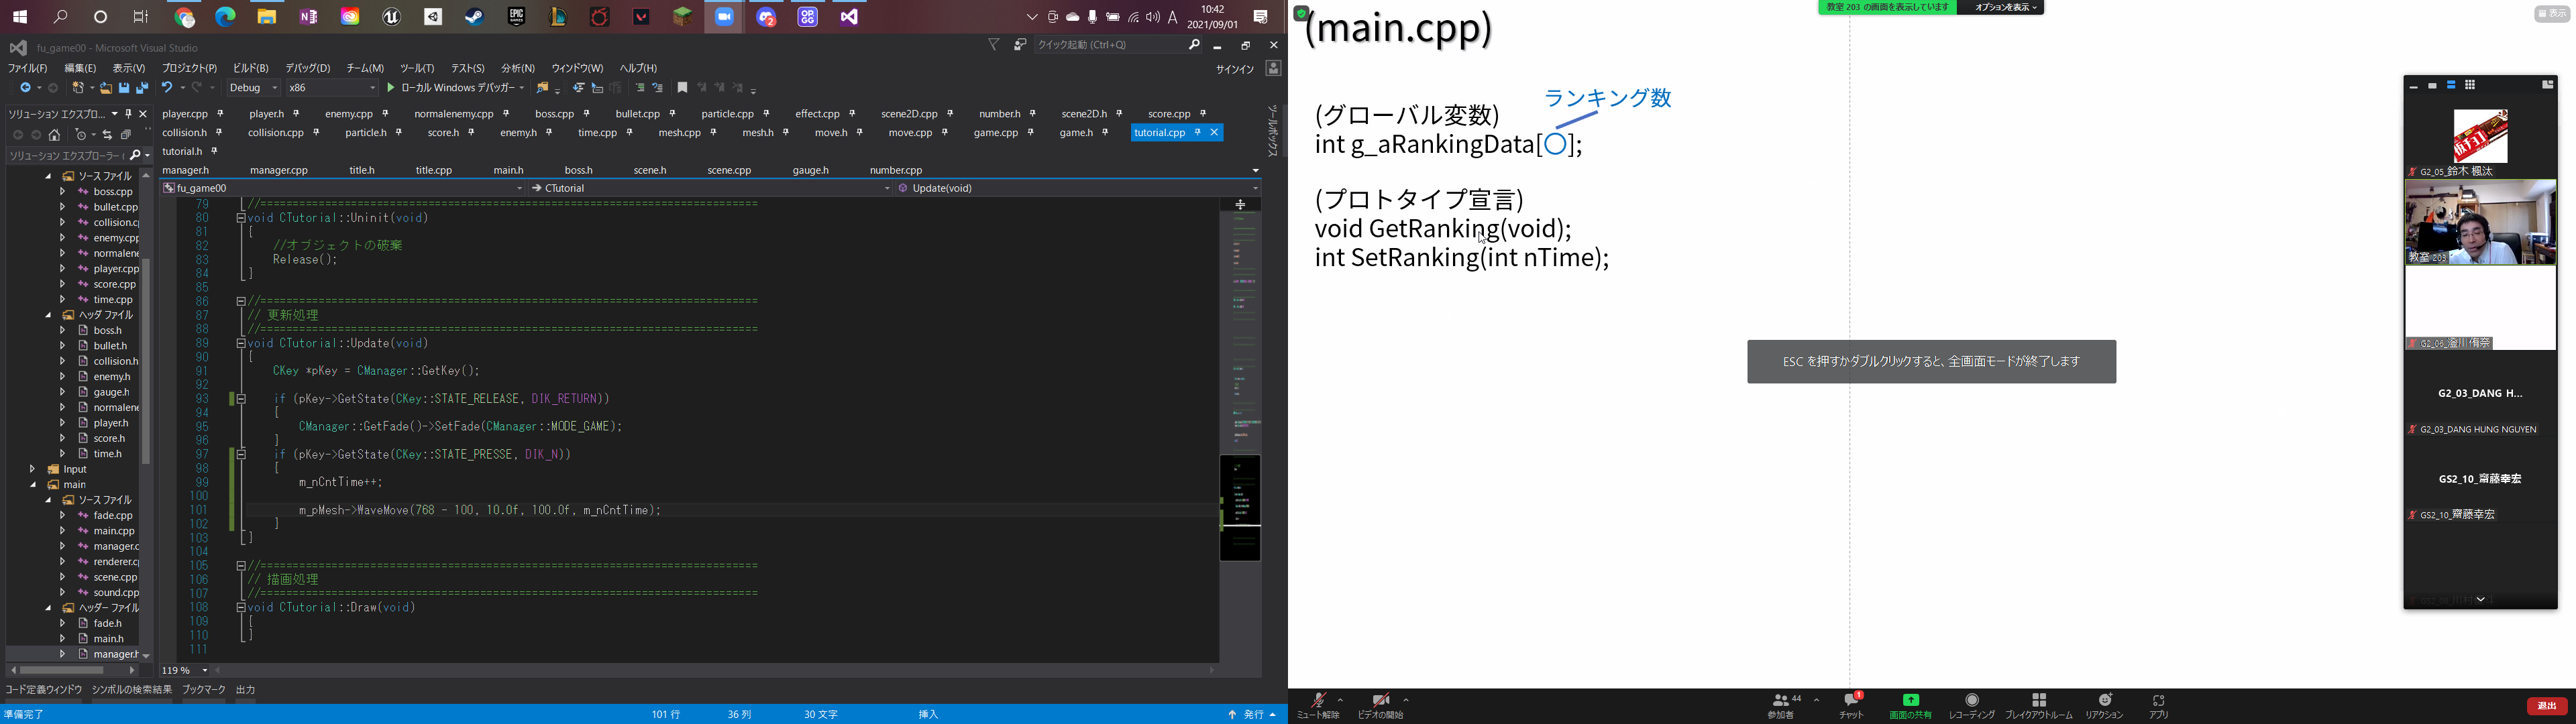 10:42
2021/09/01
fu_game00 - Microsoft Visual Studio
クイック起動 (Ctrl+Q)
ファイル(F) 編集(E) 表示(V) プロジェクト(P) ビルド(B) デバッグ(D) チーム(M) ツール(T) テスト(S) 分析(N) ウィンドウ(W) ヘルプ(H)
サインイン
Debug x86 ローカル Windows デバッガー
ソリューション エクスプロ...
ソリューション エクスプローラー (
ソース ファイル
boss.cpp
bullet.cpp
collision.c
enemy.cpp
normalene
player.cpp
score.cpp
time.cpp
ヘッダ ファイル
boss.h
bullet.h
collision.h
enemy.h
gauge.h
normalene
player.h
score.h
time.h
Input
main
ソース ファイル
fade.cpp
main.cpp
manager.c
renderer.c
scene.cpp
sound.cpp
ヘッダー ファイル
fade.h
main.h
manager.h
player.cpp player.h enemy.cpp normalenemy.cpp boss.cpp bullet.cpp particle.cpp effect.cpp scene2D.cpp number.h scene2D.h score.cpp
collision.h collision.cpp particle.h score.h enemy.h time.cpp mesh.cpp mesh.h move.h move.cpp game.cpp game.h tutorial.cpp
tutorial.h
manager.h manager.cpp title.h title.cpp main.h boss.h scene.h scene.cpp gauge.h number.cpp
ツールボックス
fu_game00 CTutorial Update(void)
79 //=============================================================================
80 void CTutorial::Uninit(void)
81 {
82 //オブジェクトの破棄
83 Release();
84 }
85
86 //=============================================================================
87 // 更新処理
88 //=============================================================================
89 void CTutorial::Update(void)
90 {
91 CKey *pKey = CManager::GetKey();
92
93 if (pKey->GetState(CKey::STATE_RELEASE, DIK_RETURN))
94 {
95 CManager::GetFade()->SetFade(CManager::MODE_GAME);
96 }
97 if (pKey->GetState(CKey::STATE_PRESSE, DIK_N))
98 {
99 m_nCntTime++;
100
101 m_pMesh->WaveMove(768 - 100, 10.0f, 100.0f, m_nCntTime);
102 }
103 }
104
105 //=============================================================================
106 // 描画処理
107 //=============================================================================
108 void CTutorial::Draw(void)
109 {
110 }
111
119 %
コード定義ウィンドウ シンボルの検索結果 ブックマーク 出力
準備完了 101 行 36 列 30 文字 挿入 発行
教室 203 の画面を表示しています オプションを表示
表示
(main.cpp)
ランキング数
(グローバル変数)
int g_aRankingData[〇];
(プロトタイプ宣言)
void GetRanking(void);
int SetRanking(int nTime);
ESC を押すかダブルクリックすると、全画面モードが終了します
G2_05_鈴木 楓汰
教室 203
G2_03_DANG H...
G2_03_DANG HUNG NGUYEN
GS2_10_齋藤幸宏
GS2_10_齋藤幸宏
ミュート解除 ビデオの開始 参加者 44 チャット 1 画面の共有 レコーディング ブレイクアウトルーム リアクション アプリ 退出